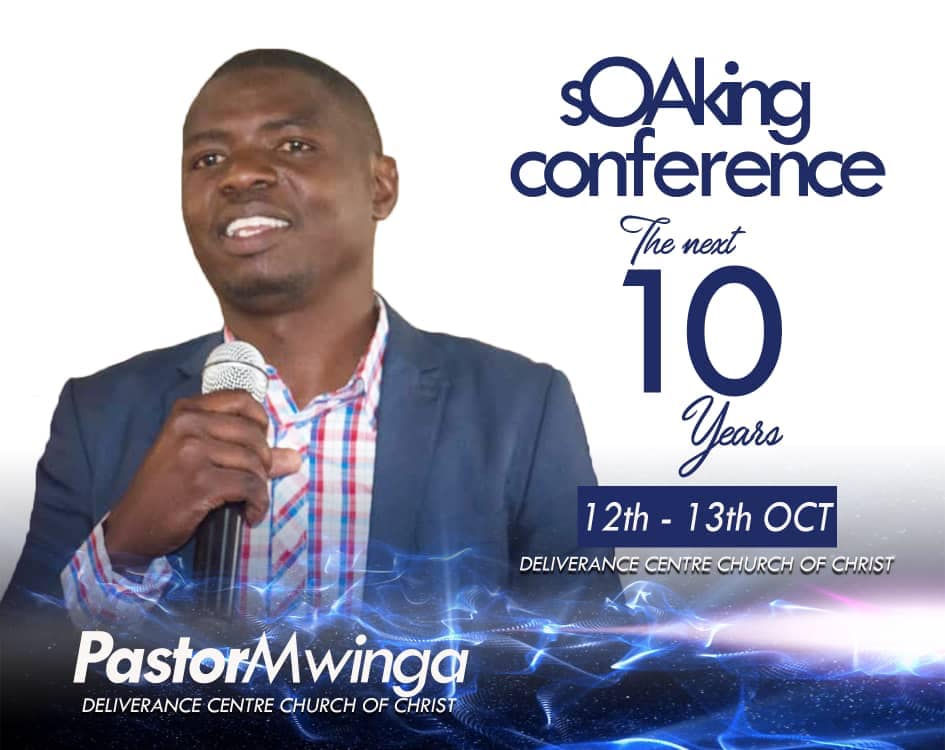 sOAking
conference
The next
10
Years
12th - 13th OCT
DELIVERANCE CENTRE CHURCH OF CHRIST
PastorMwinga
DELIVERANCE CENTRE CHURCH OF CHRIST